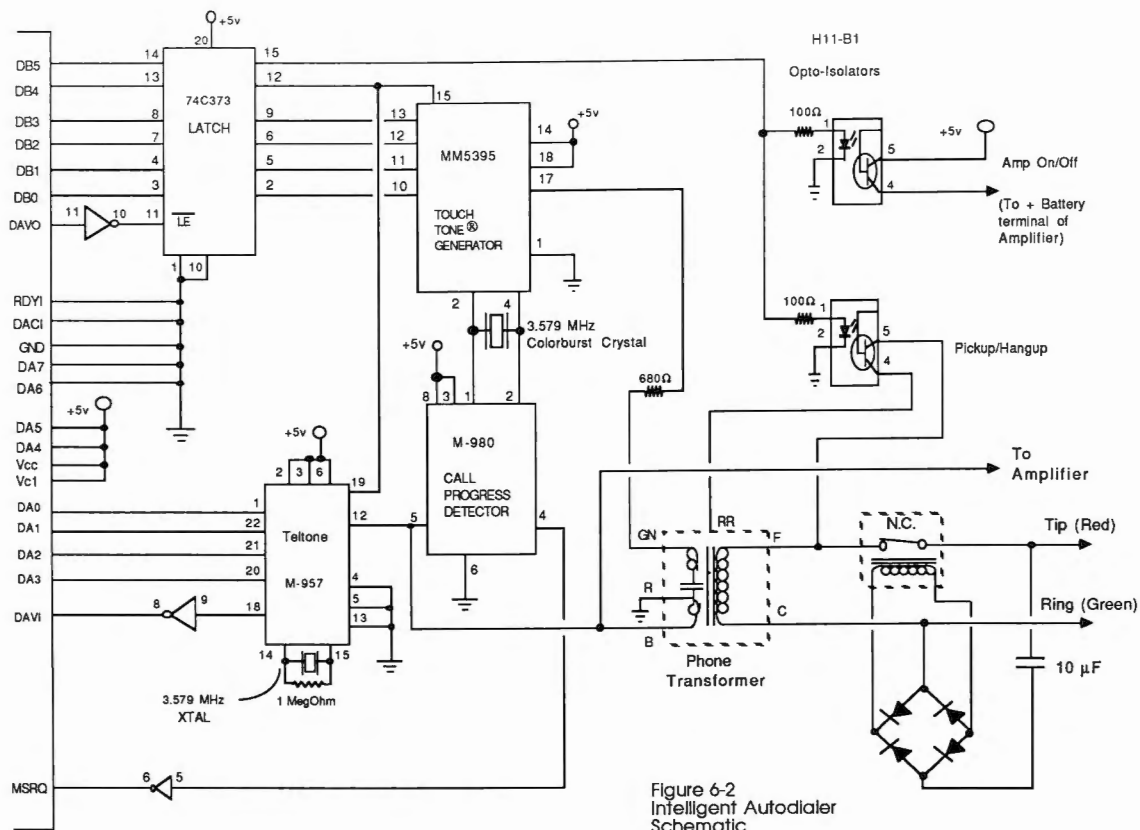 +5v
20
H11-B1
Opto-Isolators
DB5
14
15
DB4
13
12
74C373
LATCH
15
DB3
8
9
13
14
+5v
DB2
7
6
12
18
DB1
4
5
11
17
DB0
3
2
10
MM5395
TOUCH
TONE®
GENERATOR
1
DAVO
11
10
11
LE
1
10
2
4
100Ω
1
2
5
4
+5v
Amp On/Off
(To + Battery
terminal of
Amplifier)
RDYI
DACI
GND
DA7
DA6
3.579 MHz
Colorburst Crystal
100Ω
1
2
5
4
Pickup/Hangup
680Ω
+5v
8
3
1
2
M-980
CALL
PROGRESS
DETECTOR
5
4
6
+5v
DA5
DA4
Vcc
Vc1
+5v
2
3
6
19
DA0
1
12
DA1
22
DA2
21
DA3
20
4
Teltone
M-957
DAVI
8
9
18
5
13
14
15
3.579 MHz
XTAL
1 MegOhm
To
Amplifier
GN
RR
F
R
C
B
Phone
Transformer
N.C.
Tip (Red)
Ring (Green)
10 µF
MSRQ
6
5
Figure 6-2
Intelligent Autodialer
Schematic